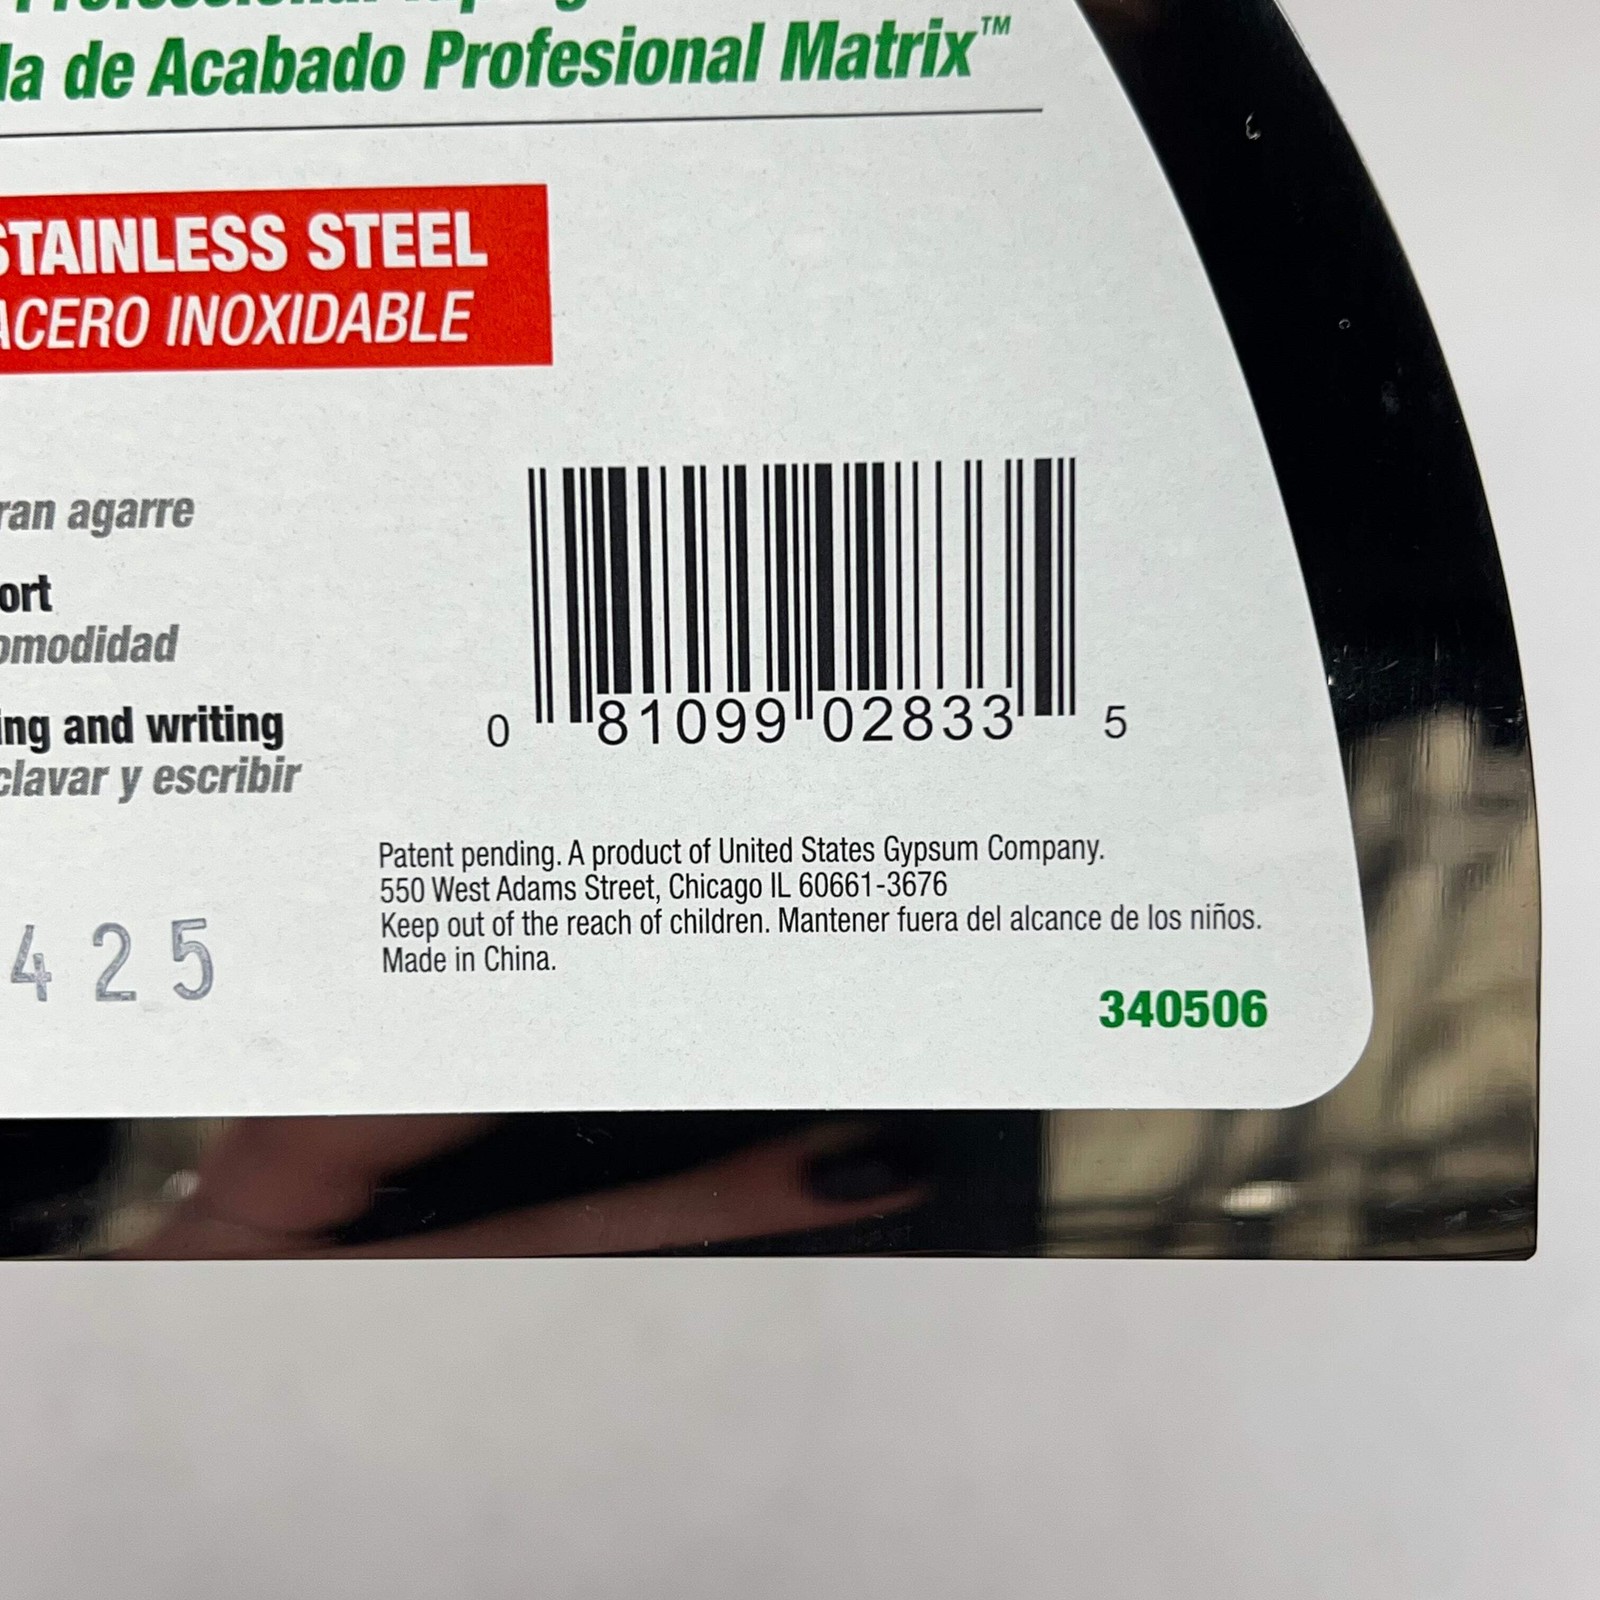 Professional
la de Acabado Profesional Matrix™
STAINLESS STEEL
ACERO INOXIDABLE
ran agarre
ort
omodidad
ing and writing
clavar y escribir
0 81099 02833 5
Patent pending. A product of United States Gypsum Company.
550 West Adams Street, Chicago IL 60661-3676
Keep out of the reach of children. Mantener fuera del alcance de los niños.
Made in China.
425
340506